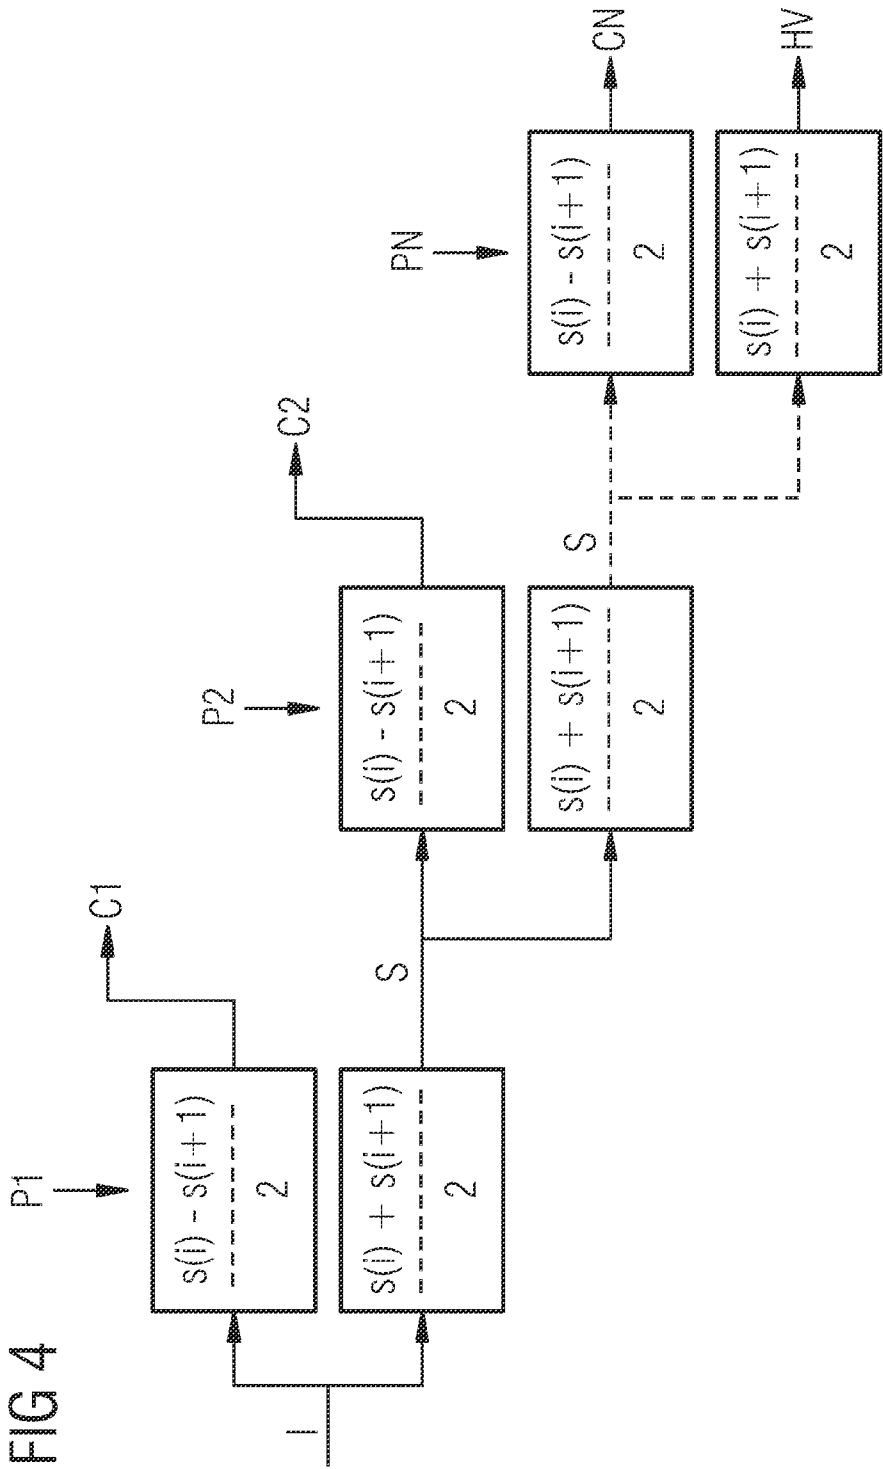 FIG 4
I
P1
s(i) - s(i+1)
2
C1
s(i) + s(i+1)
2
S
P2
s(i) - s(i+1)
2
C2
s(i) + s(i+1)
2
S
PN
s(i) - s(i+1)
2
CN
s(i) + s(i+1)
2
HV